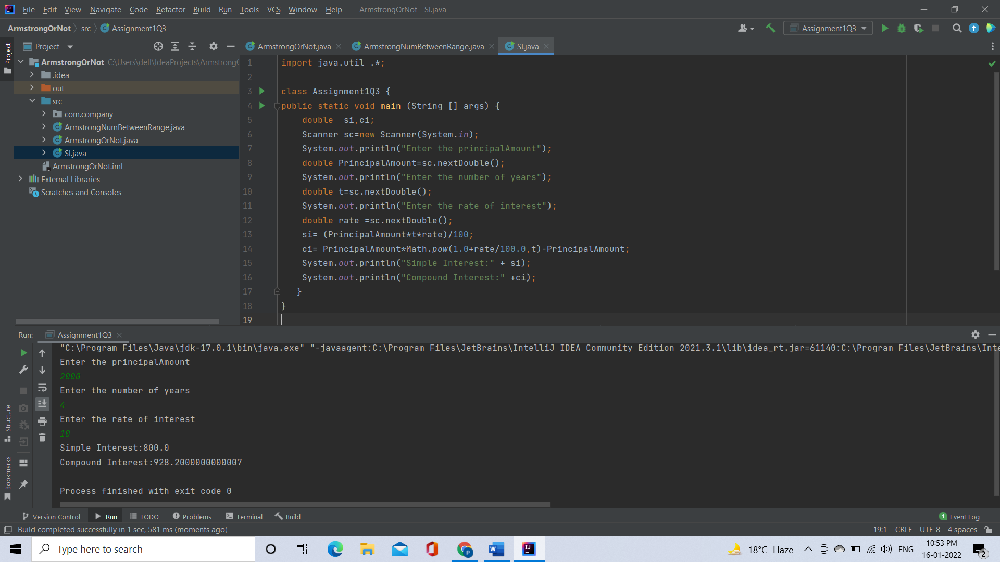 File Edit View Navigate Code Refactor Build Run Tools VCS Window Help ArmstrongOrNot - SI.java
ArmstrongOrNot src Assignment1Q3 Assignment1Q3
Project
Project
ArmstrongOrNot.java ArmstrongNumBetweenRange.java SI.java
ArmstrongOrNot C:\Users\dell\IdeaProjects\Armstrong
.idea
out
src
com.company
ArmstrongNumBetweenRange.java
ArmstrongOrNot.java
SI.java
ArmstrongOrNot.iml
External Libraries
Scratches and Consoles
1 import java.util .*;
2
3 class Assignment1Q3 {
4 public static void main (String [] args) {
5 double  si,ci;
6 Scanner sc=new Scanner(System.in);
7 System.out.println("Enter the principalAmount");
8 double PrincipalAmount=sc.nextDouble();
9 System.out.println("Enter the number of years");
10 double t=sc.nextDouble();
11 System.out.println("Enter the rate of interest");
12 double rate =sc.nextDouble();
13 si= (PrincipalAmount*t*rate)/100;
14 ci= PrincipalAmount*Math.pow(1.0+rate/100.0,t)-PrincipalAmount;
15 System.out.println("Simple Interest:" + si);
16 System.out.println("Compound Interest:" +ci);
17 }
18 }
19
Run: Assignment1Q3
"C:\Program Files\Java\jdk-17.0.1\bin\java.exe" "-javaagent:C:\Program Files\JetBrains\IntelliJ IDEA Community Edition 2021.3.1\lib\idea_rt.jar=61140:C:\Program Files\JetBrains\Inte
Enter the principalAmount
2000
Enter the number of years
4
Enter the rate of interest
10
Simple Interest:800.0
Compound Interest:928.2000000000007
Process finished with exit code 0
Structure
Bookmarks
Version Control Run TODO Problems Terminal Build 1 Event Log
Build completed successfully in 1 sec, 581 ms (moments ago) 19:1 CRLF UTF-8 4 spaces
Type here to search
18°C Haze ENG
10:53 PM
16-01-2022
2